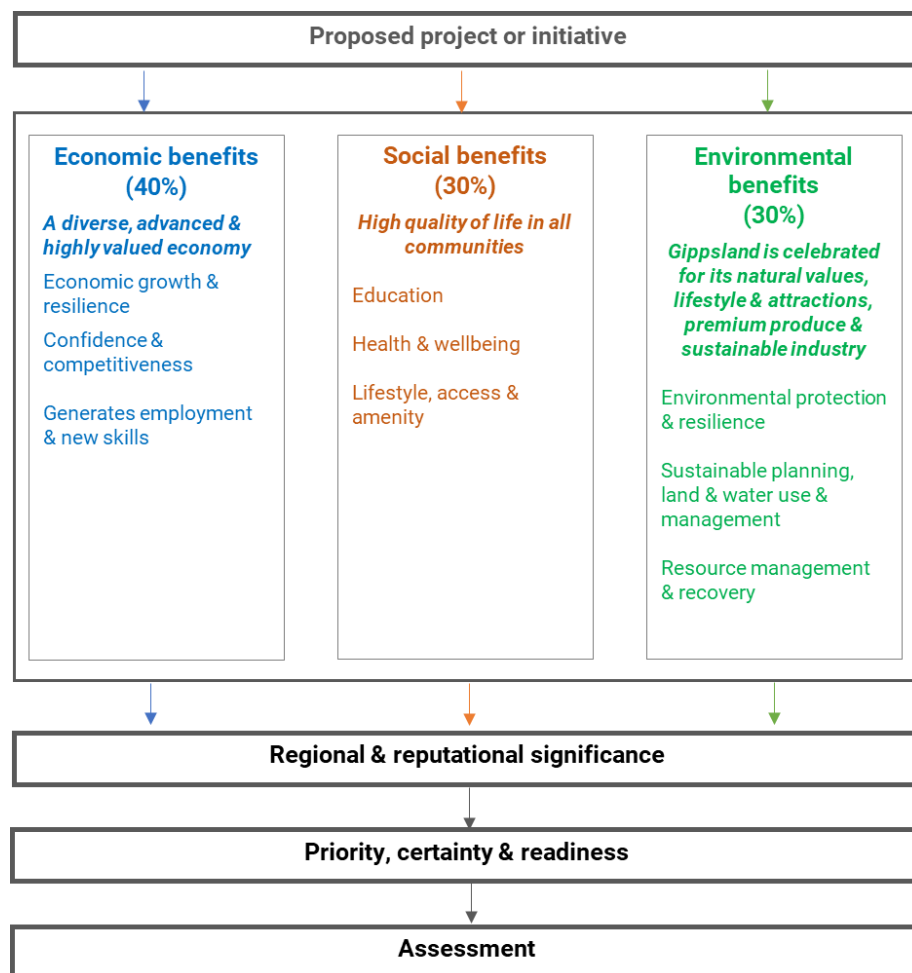 Proposed project or initiative
Economic benefits
(40%)
A diverse, advanced &
highly valued economy
Economic growth &
resilience
Confidence &
competitiveness
Generates employment
& new skills
Social benefits
(30%)
High quality of life in all
communities
Education
Health & wellbeing
Lifestyle, access &
amenity
Environmental
benefits
(30%)
Gippsland is celebrated
for its natural values,
lifestyle & attractions,
premium produce &
sustainable industry
Environmental protection
& resilience
Sustainable planning,
land & water use &
management
Resource management
& recovery
Regional & reputational significance
Priority, certainty & readiness
Assessment